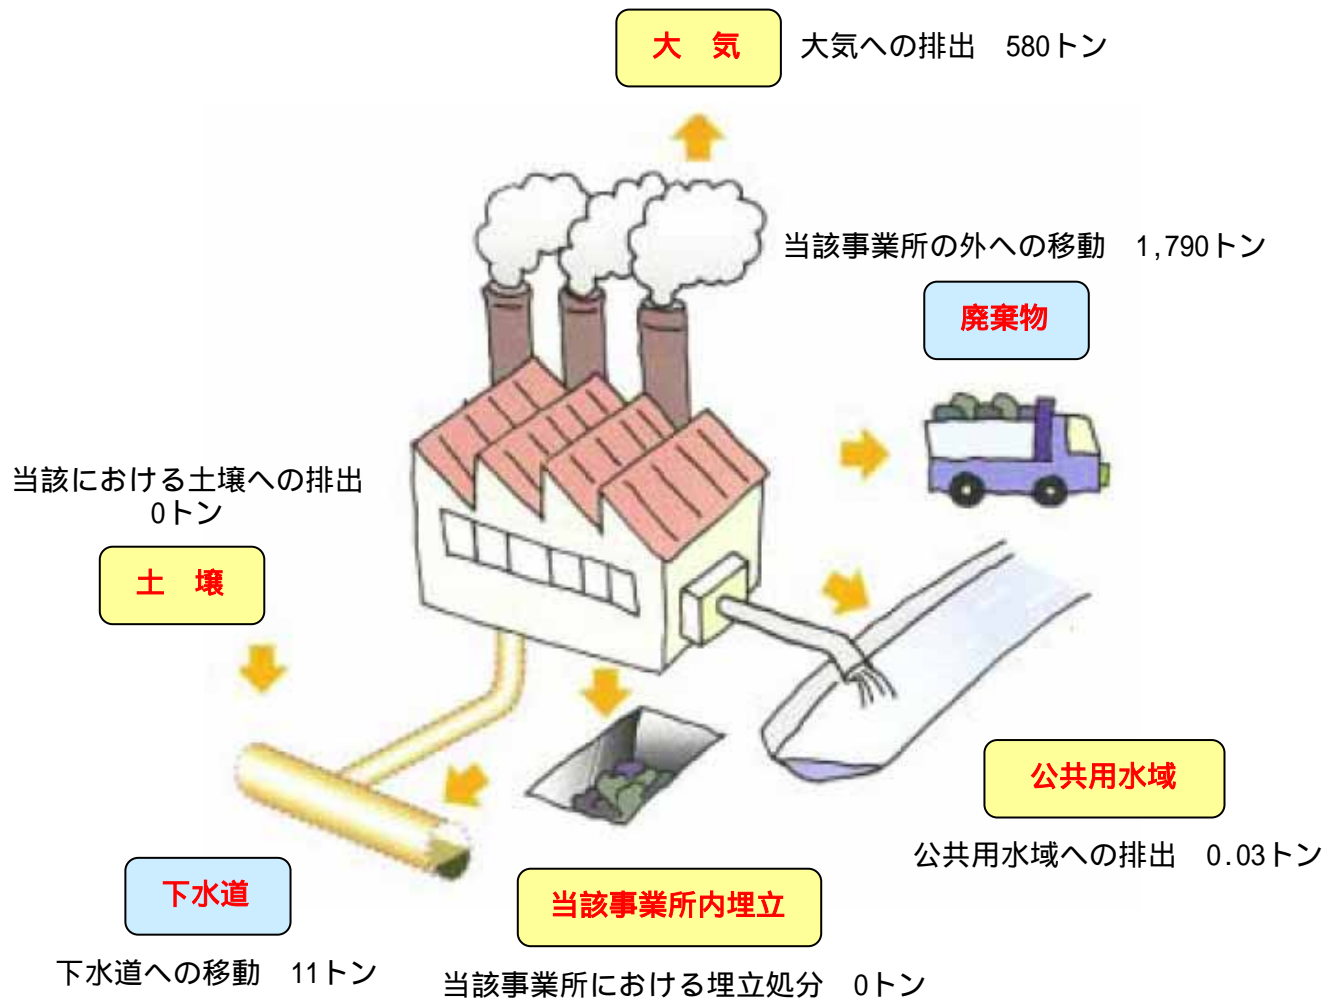 大　気
大気への排出　580トン
当該事業所の外への移動　1,790トン
廃棄物
当該における土壌への排出
0トン
土　壌
公共用水域
公共用水域への排出　0.03トン
下水道
下水道への移動　11トン
当該事業所内埋立
当該事業所における埋立処分　0トン